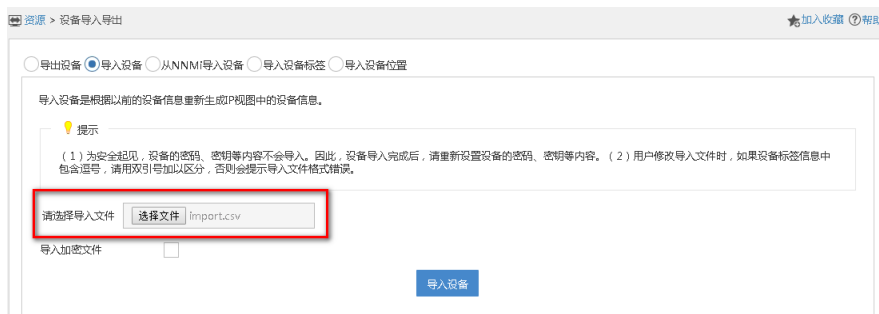 资源 > 设备导入导出
加入收藏 帮助
导出设备 导入设备 从NNMi导入设备 导入设备标签 导入设备位置
导入设备是根据以前的设备信息重新生成IP视图中的设备信息。
提示
（1）为安全起见，设备的密码、密钥等内容不会导入。因此，设备导入完成后，请重新设置设备的密码、密钥等内容。（2）用户修改导入文件时，如果设备标签信息中
包含逗号，请用双引号加以区分，否则会提示导入文件格式错误。
请选择导入文件 选择文件 import.csv
导入加密文件
导入设备